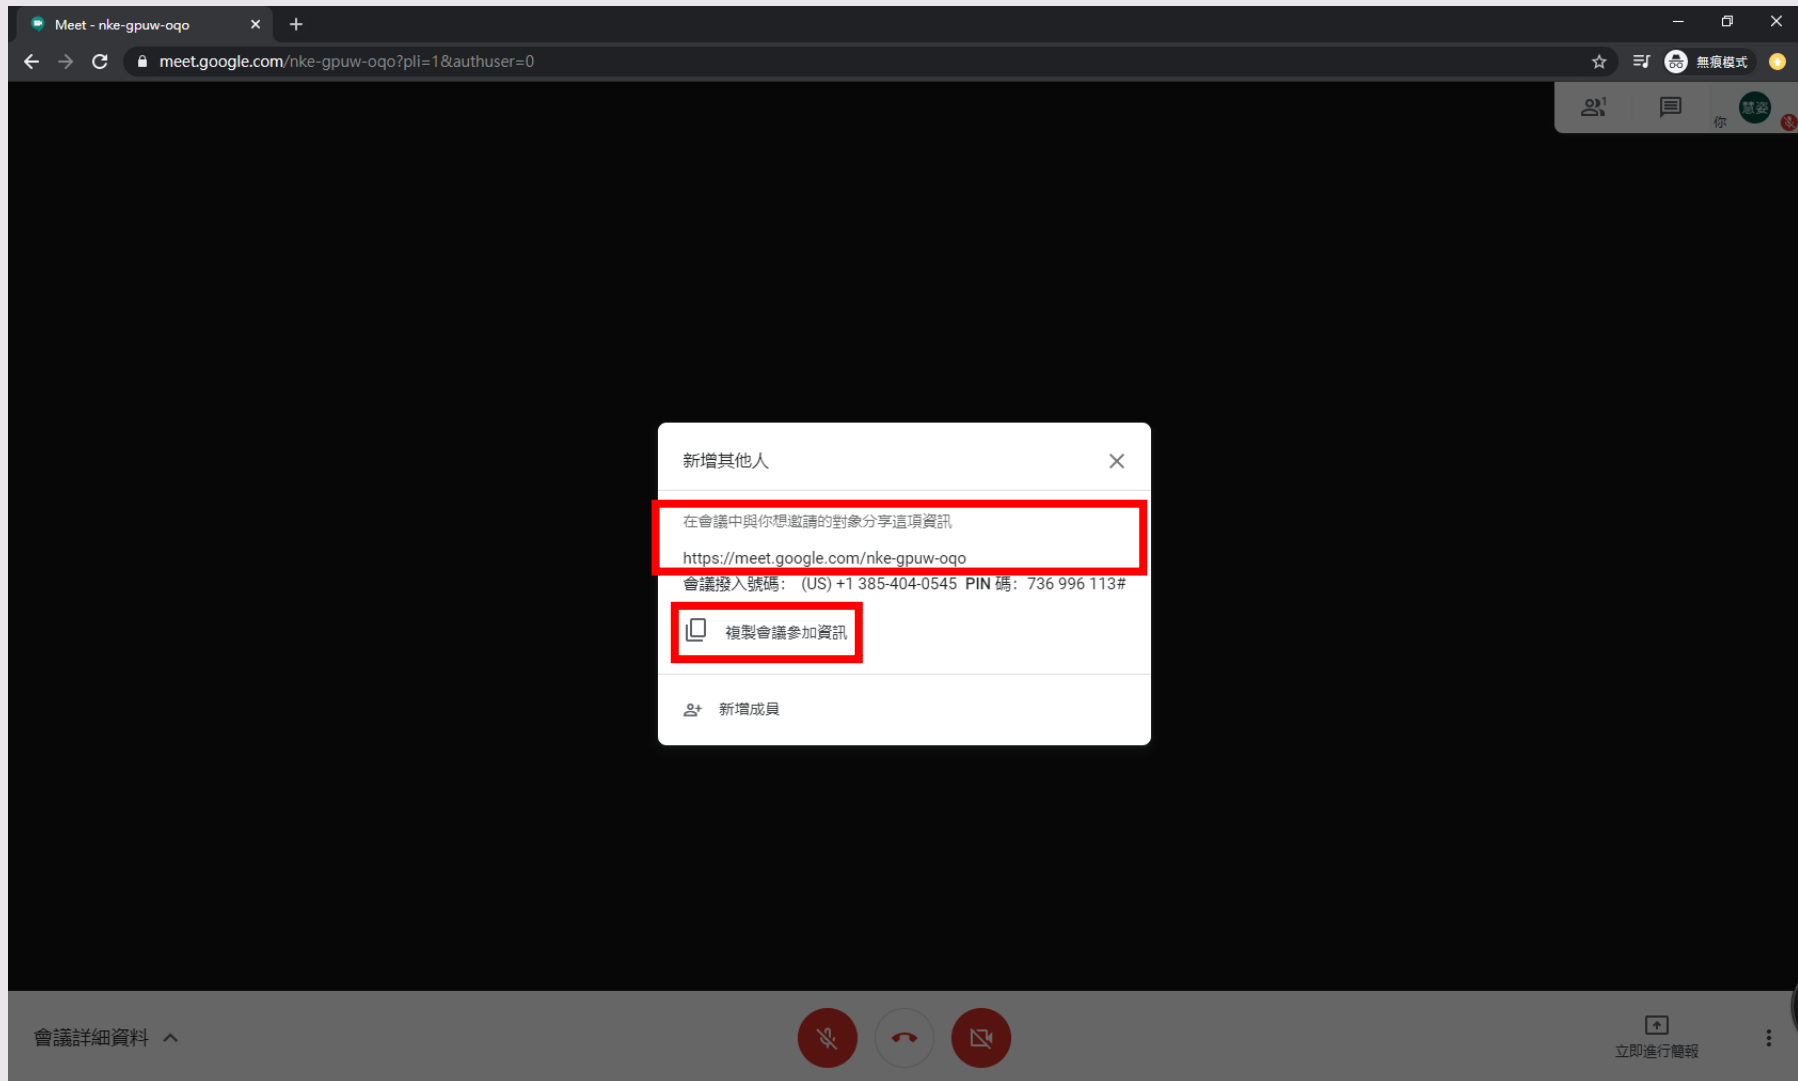 Meet - nke-gpuw-oqo
meet.google.com/nke-gpuw-oqo?pli=1&authuser=0
無痕模式
1
你
慧姿
新增其他人
在會議中與你想邀請的對象分享這項資訊
https://meet.google.com/nke-gpuw-oqo
會議撥入號碼： (US) +1 385-404-0545 PIN 碼：736 996 113#
複製會議參加資訊
新增成員
會議詳細資料
立即進行簡報